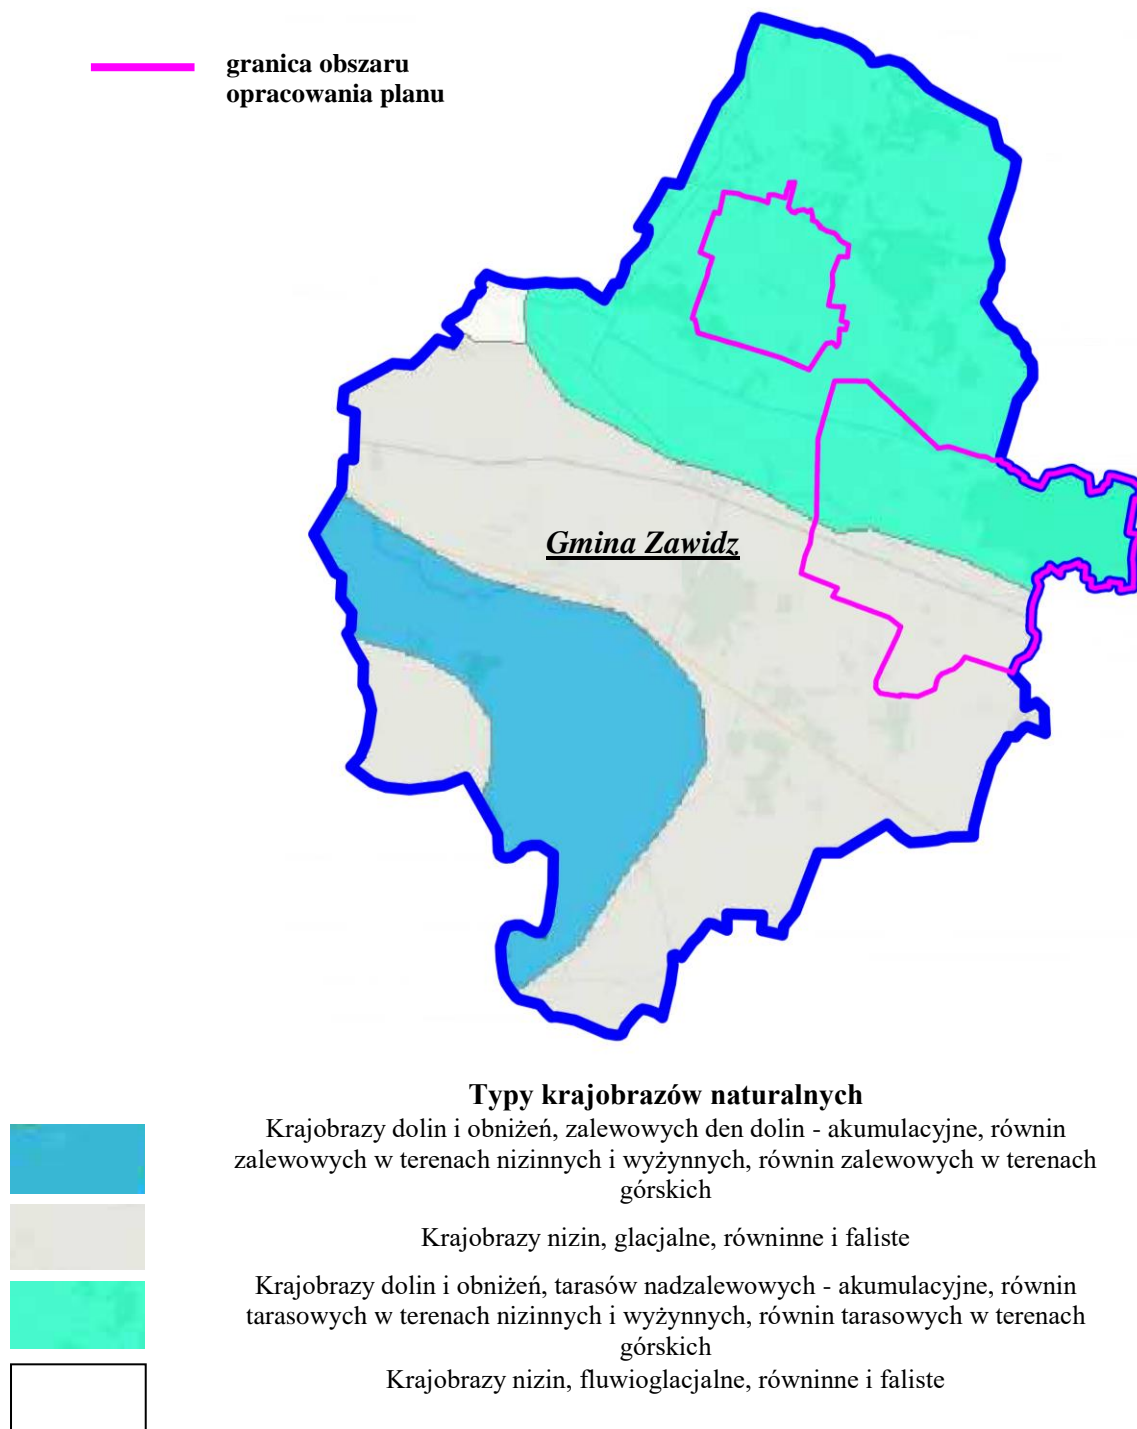 granica obszaru
opracowania planu
Gmina Zawidz
Typy krajobrazów naturalnych
Krajobrazy dolin i obniżeń, zalewowych den dolin - akumulacyjne, równin
zalewowych w terenach nizinnych i wyżynnych, równin zalewowych w terenach
górskich
Krajobrazy nizin, glacjalne, równinne i faliste
Krajobrazy dolin i obniżeń, tarasów nadzalewowych - akumulacyjne, równin
tarasowych w terenach nizinnych i wyżynnych, równin tarasowych w terenach
górskich
Krajobrazy nizin, fluwioglacjalne, równinne i faliste